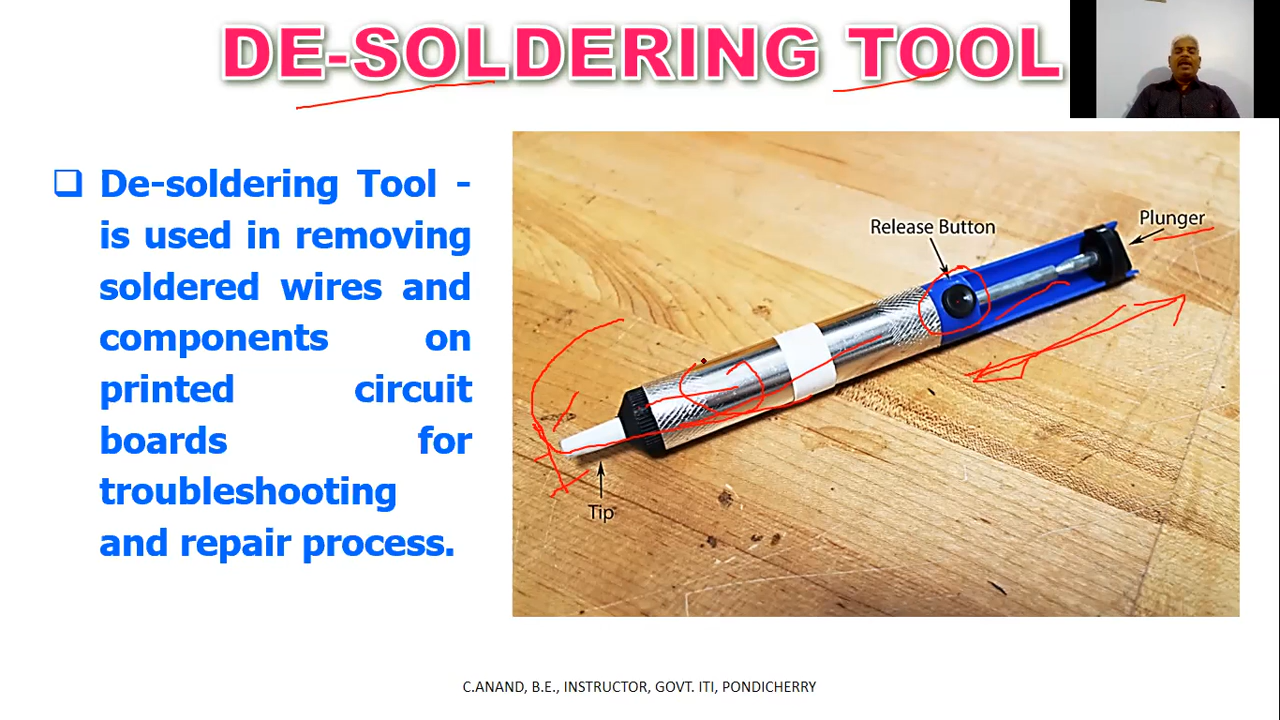 DE-SOLDERING TOOL
De-soldering Tool -
is used in removing
soldered wires and
components on
printed circuit
boards for
troubleshooting
and repair process.
Release Button
Plunger
Tip
C.ANAND, B.E., INSTRUCTOR, GOVT. ITI, PONDICHERRY